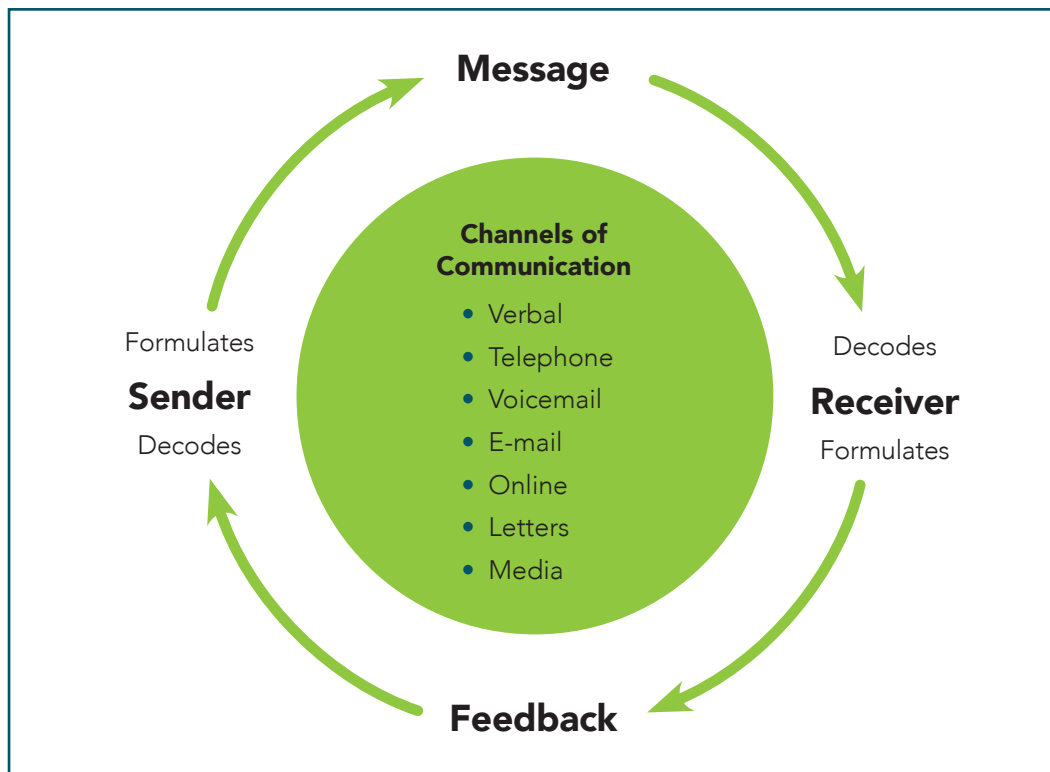 Message
Channels of
Communication
• Verbal
• Telephone
• Voicemail
• E-mail
• Online
• Letters
• Media
Formulates
Sender
Decodes
Decodes
Receiver
Formulates
Feedback